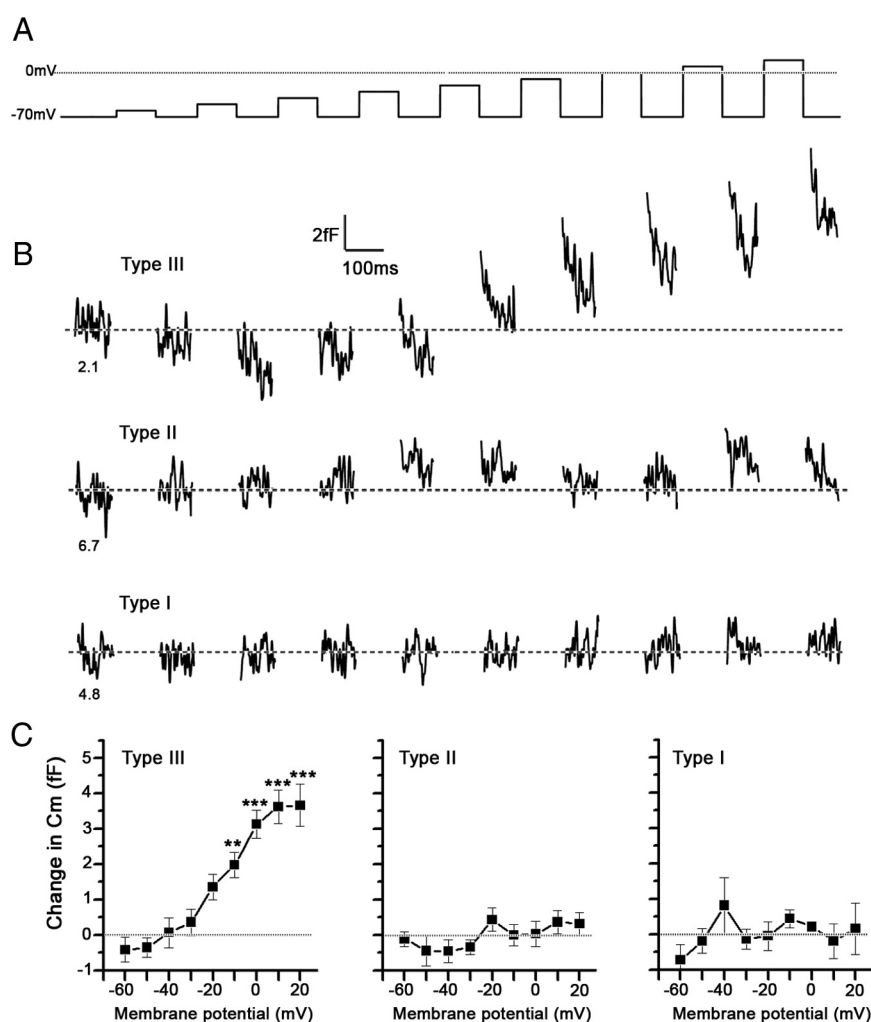 A
0mV
-70mV
B
2fF
100ms
Type III
2.1
Type II
6.7
Type I
4.8
C
Change in Cm (fF)
Type III
** *** *** ***
5
4
3
2
1
0
-1
-60 -40 -20 0 20
Membrane potential (mV)
Type II
-60 -40 -20 0 20
Membrane potential (mV)
Type I
-60 -40 -20 0 20
Membrane potential (mV)